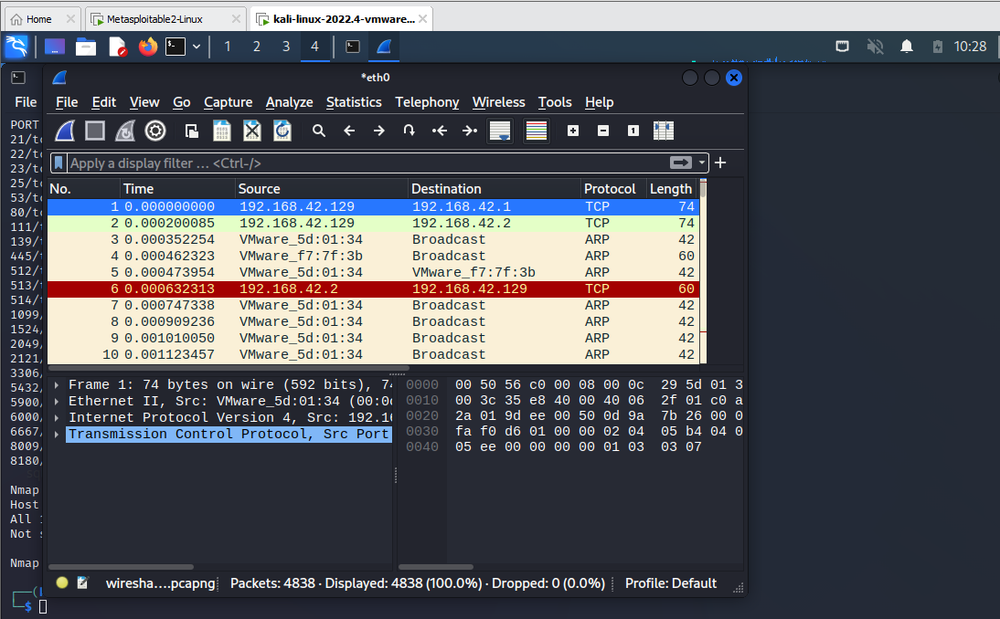 Home
Metasploitable2-Linux
kali-linux-2022.4-vmware...
1 2 3 4
10:28
File
*eth0
File Edit View Go Capture Analyze Statistics Telephony Wireless Tools Help
Apply a display filter ... <Ctrl-/>
No. Time Source Destination Protocol Length
1 0.000000000 192.168.42.129 192.168.42.1 TCP 74
2 0.000200085 192.168.42.129 192.168.42.2 TCP 74
3 0.000352254 VMware_5d:01:34 Broadcast ARP 42
4 0.000462323 VMware_f7:7f:3b Broadcast ARP 60
5 0.000473954 VMware_5d:01:34 VMware_f7:7f:3b ARP 42
6 0.000632313 192.168.42.2 192.168.42.129 TCP 60
7 0.000747338 VMware_5d:01:34 Broadcast ARP 42
8 0.000909236 VMware_5d:01:34 Broadcast ARP 42
9 0.001010050 VMware_5d:01:34 Broadcast ARP 42
10 0.001123457 VMware_5d:01:34 Broadcast ARP 42
Frame 1: 74 bytes on wire (592 bits), 74
Ethernet II, Src: VMware_5d:01:34 (00:0c
Internet Protocol Version 4, Src: 192.16
Transmission Control Protocol, Src Port
0000 00 50 56 c0 00 08 00 0c 29 5d 01 3
0010 00 3c 35 e8 40 00 40 06 2f 01 c0 a
0020 2a 01 9d ee 00 50 0d 9a 7b 26 00 0
0030 fa f0 d6 01 00 00 02 04 05 b4 04 0
0040 05 ee 00 00 00 00 01 03 03 07
wiresha....pcapng
Packets: 4838 · Displayed: 4838 (100.0%) · Dropped: 0 (0.0%)
Profile: Default
PORT
21/tc
22/tc
23/tc
25/tc
53/tc
80/tc
111/t
139/t
445/t
512/t
513/t
514/t
1099/
1524/
2049/
2121/
3306/
5432/
5900/
6000/
6667/
8009/
8180/
Nmap
Host
All
Not
Nmap
$